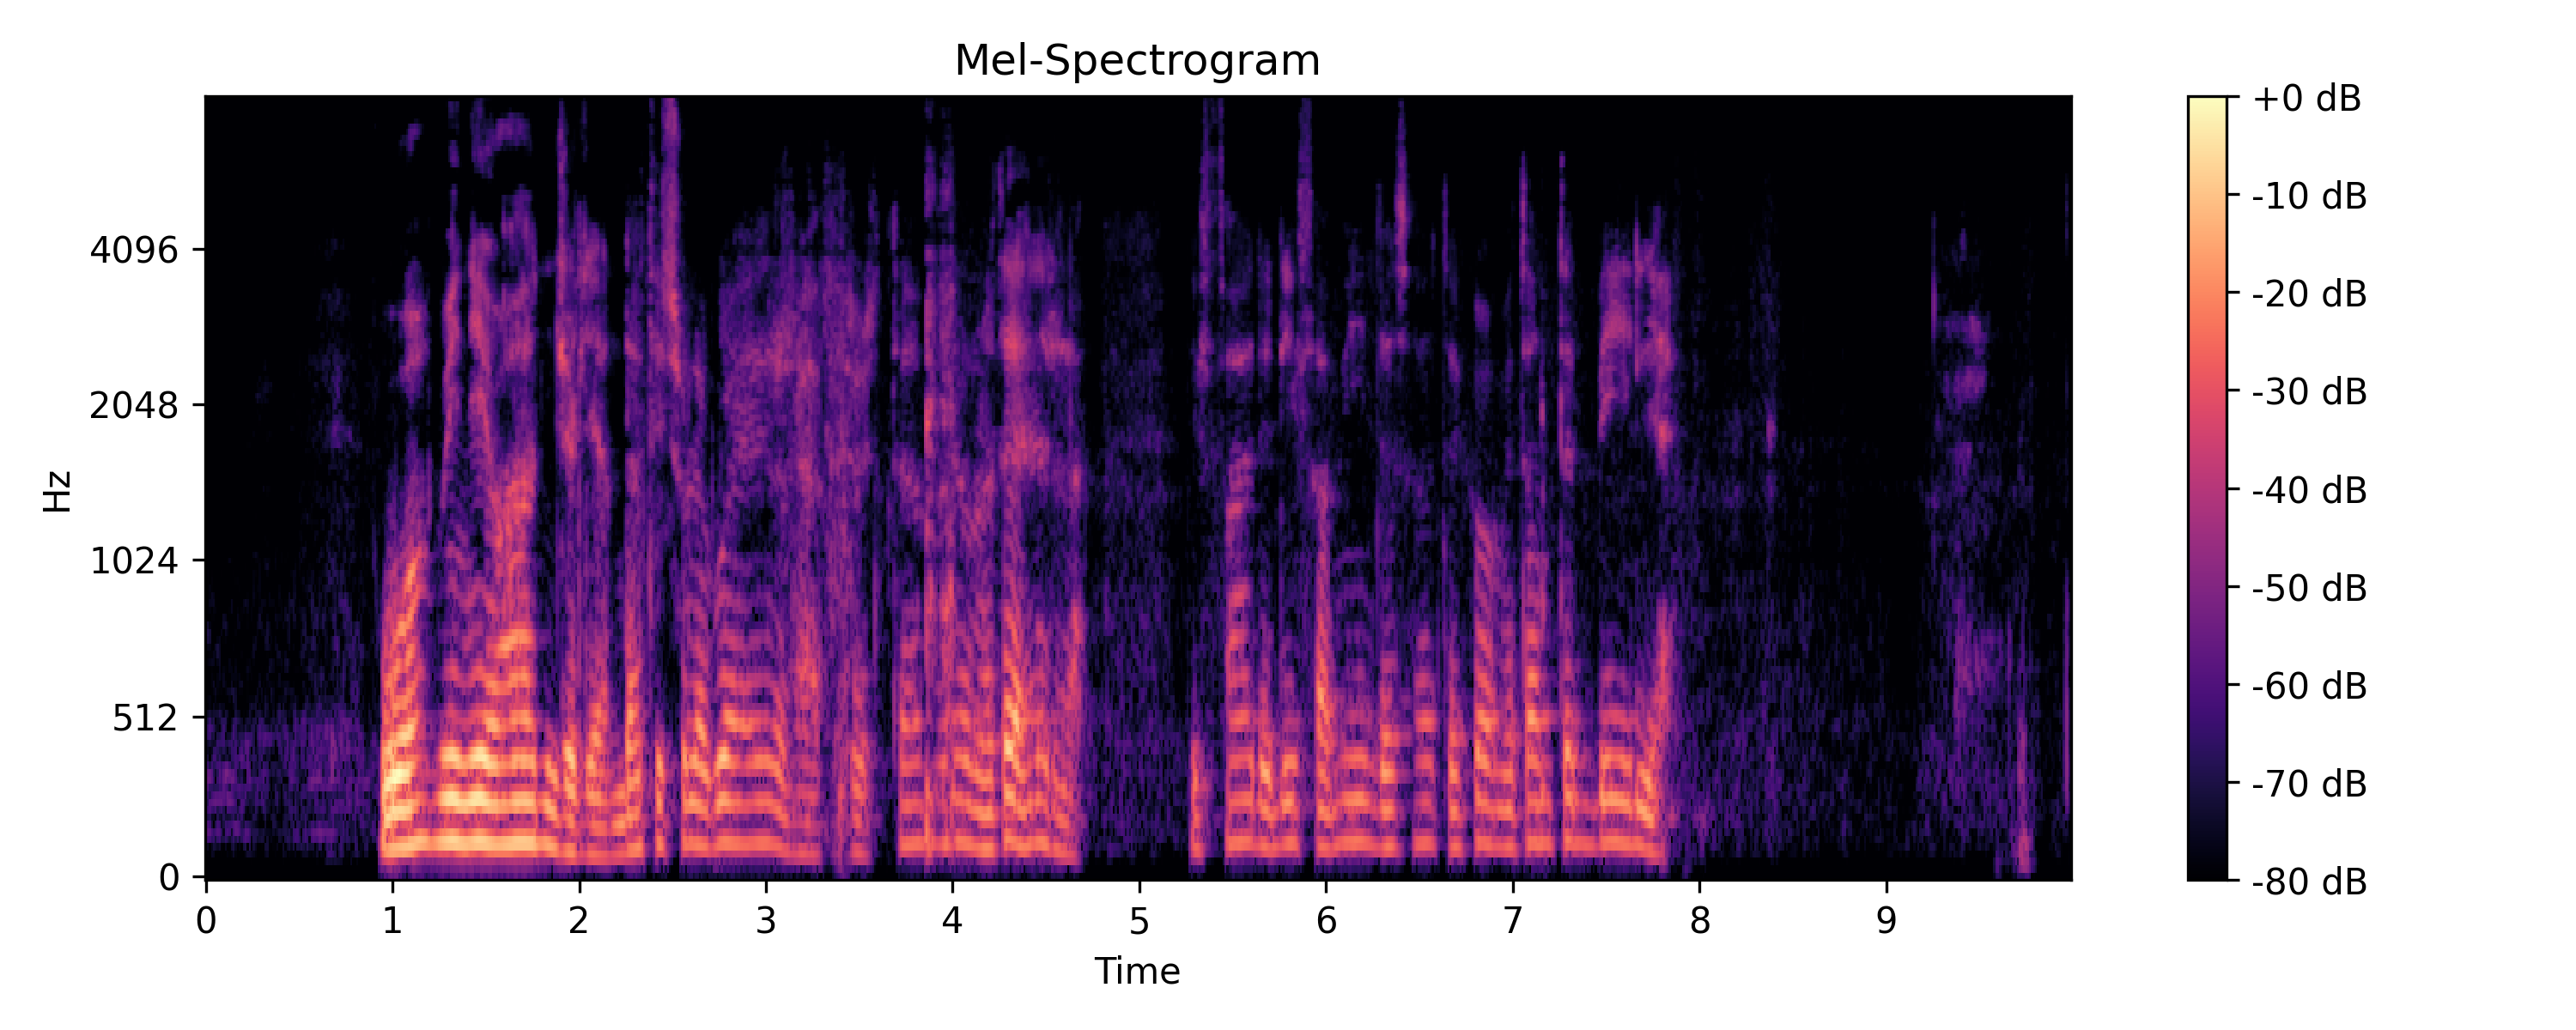 Mel-Spectrogram
+0 dB
-10 dB
-20 dB
-30 dB
-40 dB
-50 dB
-60 dB
-70 dB
-80 dB
4096
2048
1024
512
0
Hz
0 1 2 3 4 5 6 7 8 9
Time